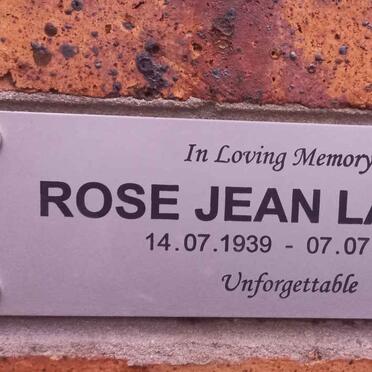 In Loving Memory
ROSE JEAN
14.07.1939 - 07.07
Unforgettable